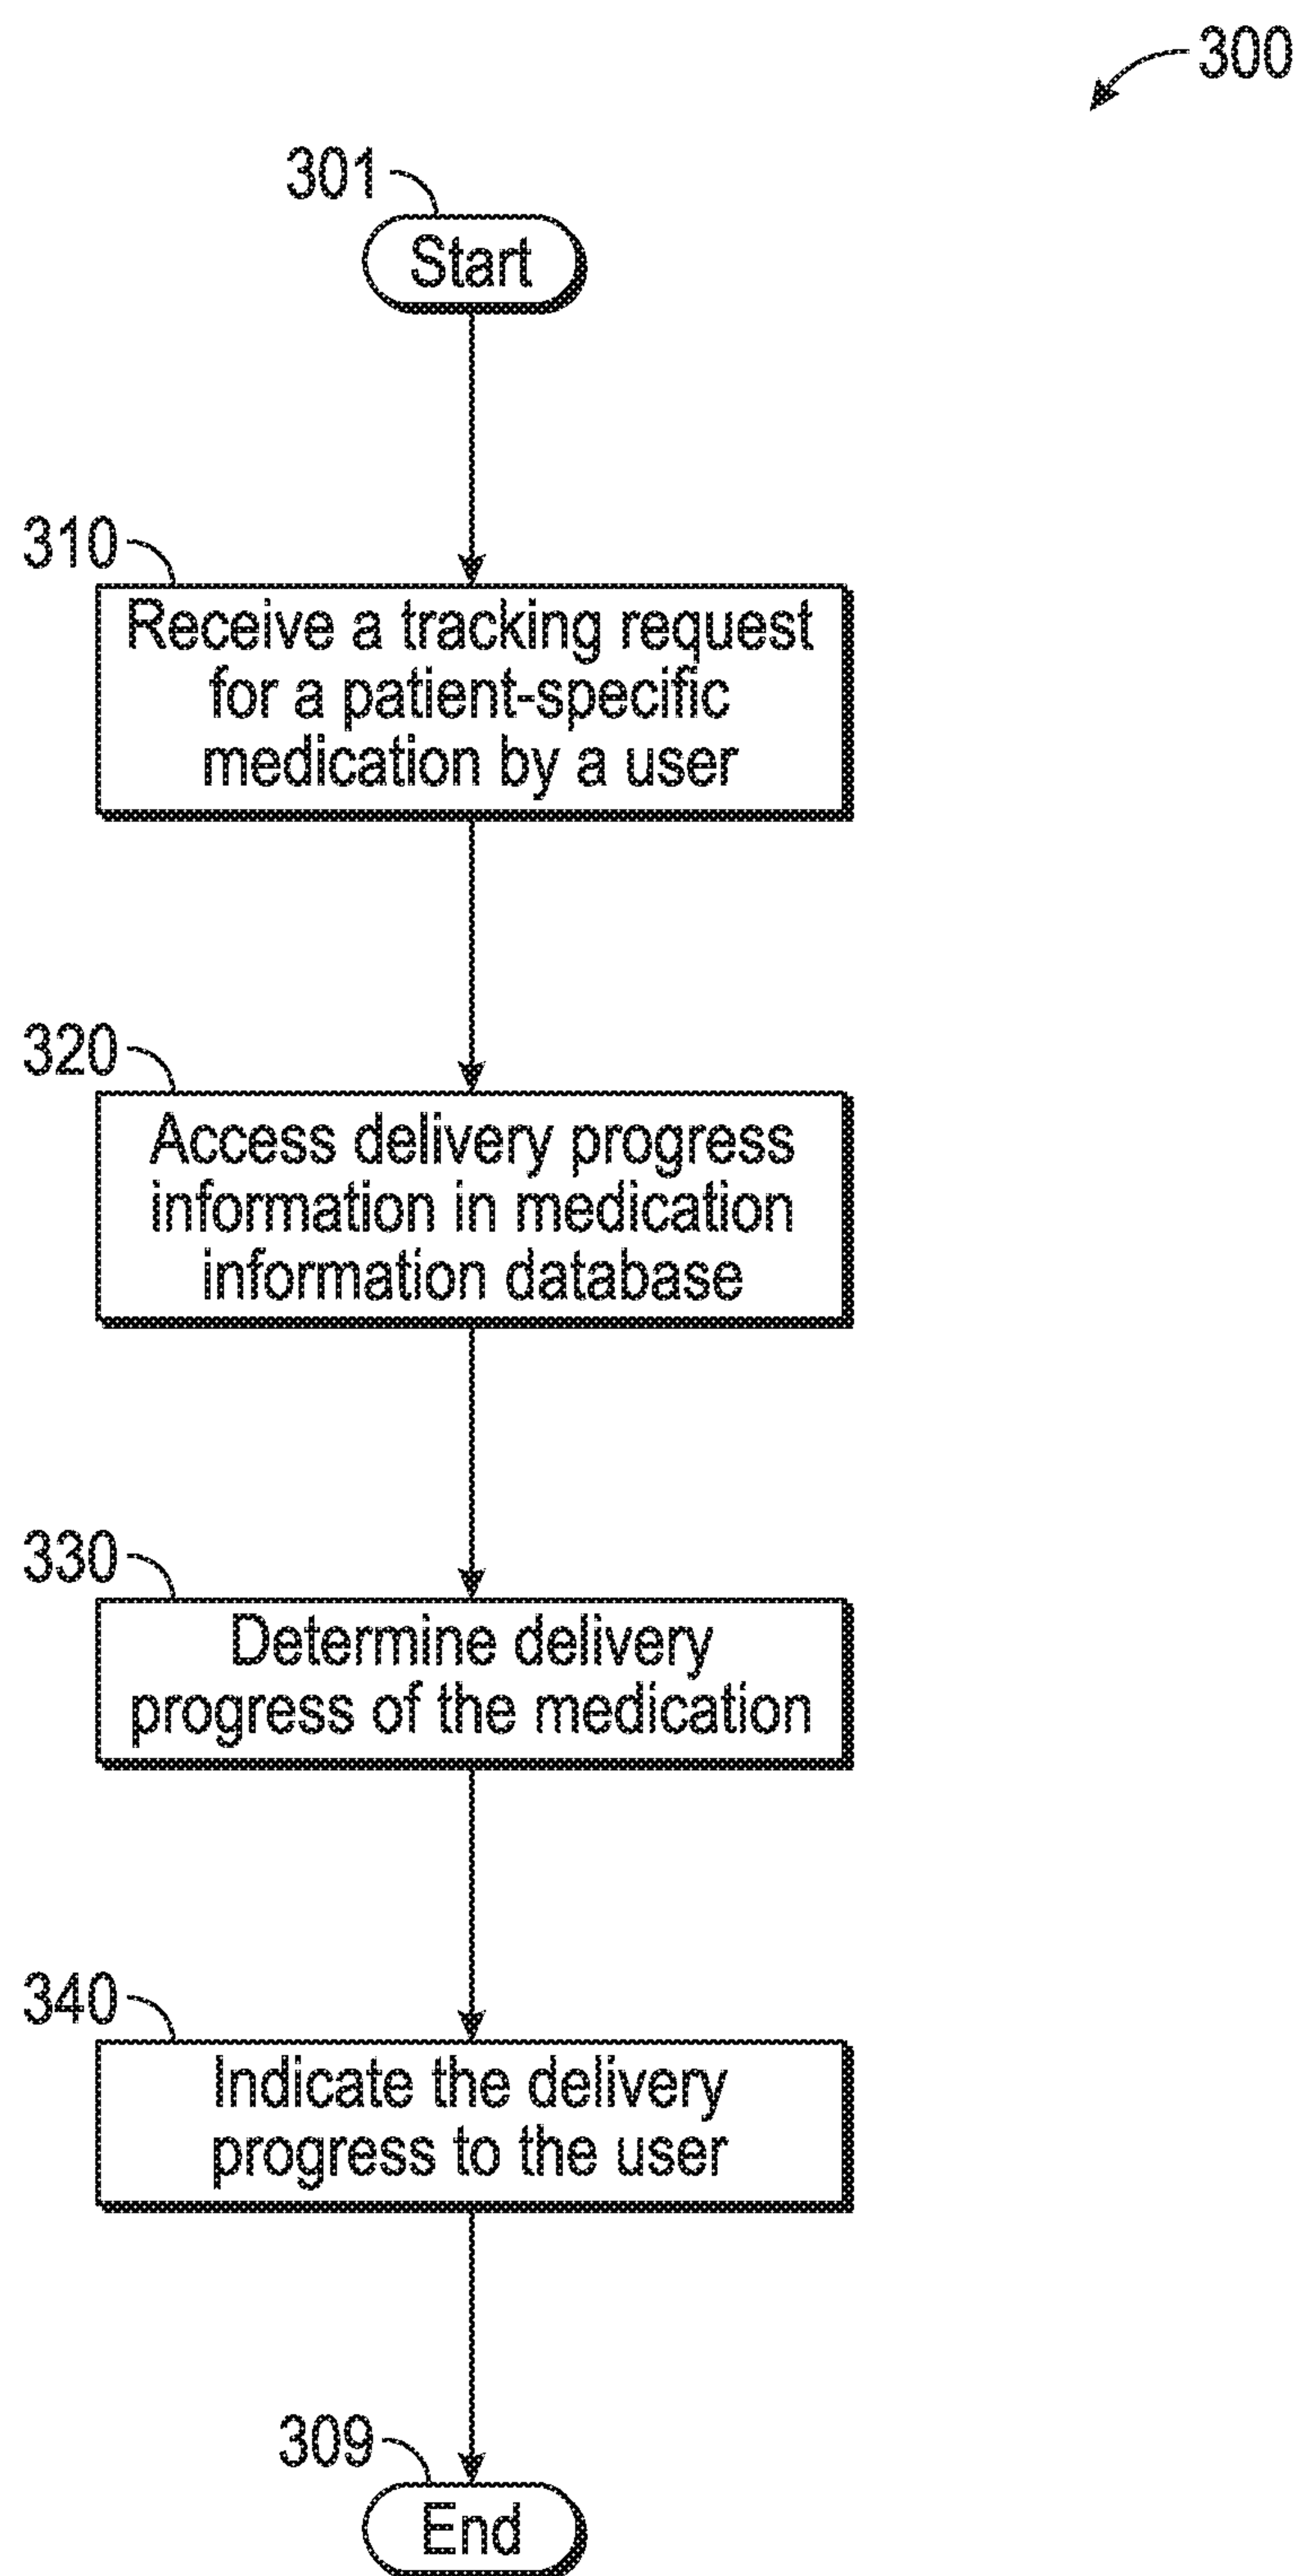 300
301
Start
310
Receive a tracking request
for a patient-specific
medication by a user
320
Access delivery progress
information in medication
information database
330
Determine delivery
progress of the medication
340
Indicate the delivery
progress to the user
309
End